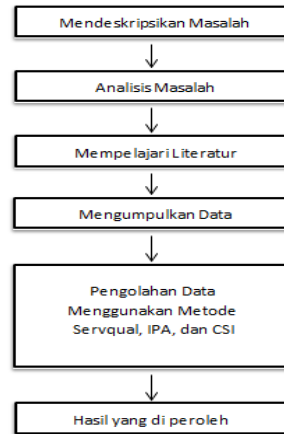 Mendeskripsikan Masalah
Analisis Masalah
Mempelajari Literatur
Mengumpulkan Data
Pengolahan Data
Menggunakan Metode
Servqual, IPA, dan CSI
Hasil yang di peroleh